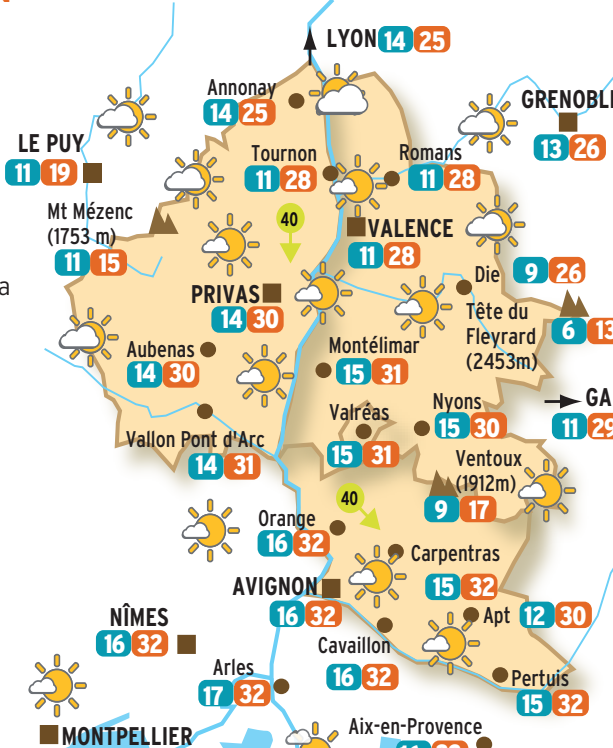 LYON 14 25
Annonay
14 25
GRENOBLE
13 26
LE PUY
11 19
Tournon
11 28
Romans
11 28
Mt Mézenc
(1753 m)
11 15
40
VALENCE
11 28
a
Die 9 26
PRIVAS
14 30
Tête du
Fleyrard
(2453m)
6 13
Aubenas
14 30
Montélimar
15 31
GA
11 29
Valréas
15 31
Nyons
15 30
Vallon Pont d'Arc
14 31
Ventoux
(1912m)
9 17
40
Orange
16 32
Carpentras
15 32
AVIGNON
16 32
NÎMES
16 32
Apt 12 30
Cavaillon
16 32
Arles
17 32
Pertuis
15 32
MONTPELLIER
Aix-en-Provence